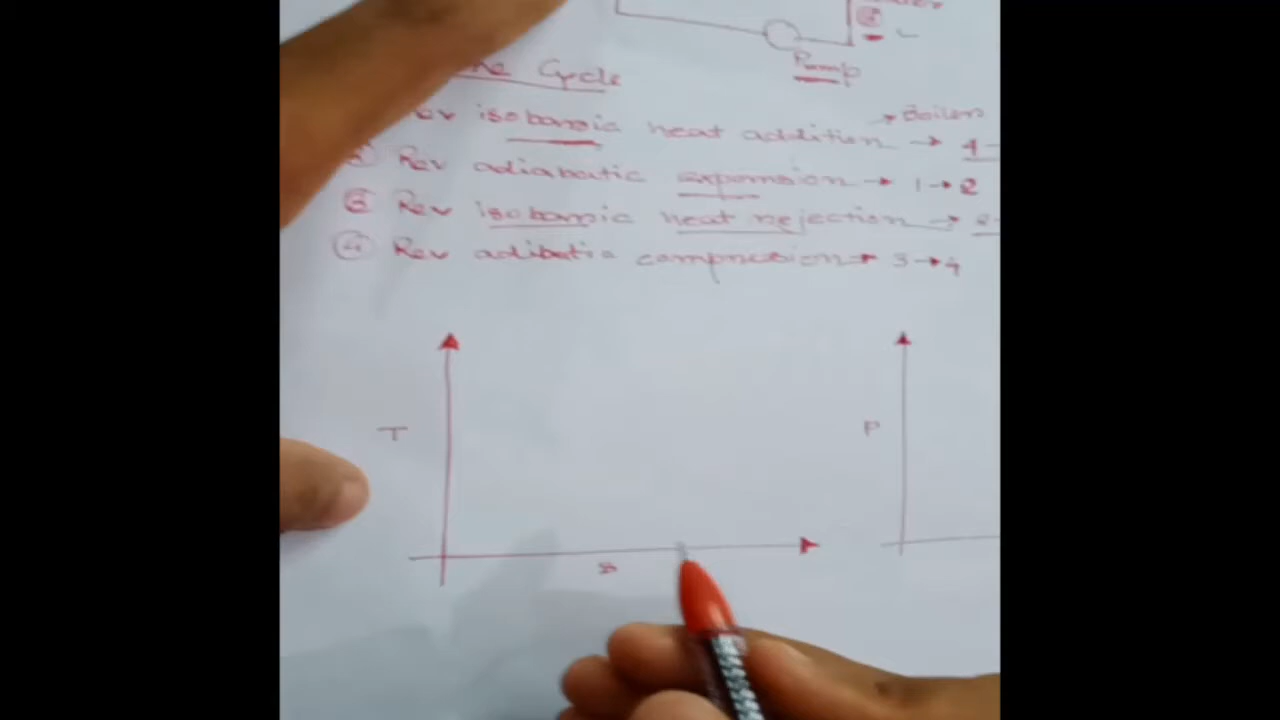 Pump
Cycle
Rev isobaric heat addition → Boiler
Rev adiabatic expansion → 1→2
③ Rev isobaric heat rejection →
④ Rev adibatic compression → 3→4
T
P
S